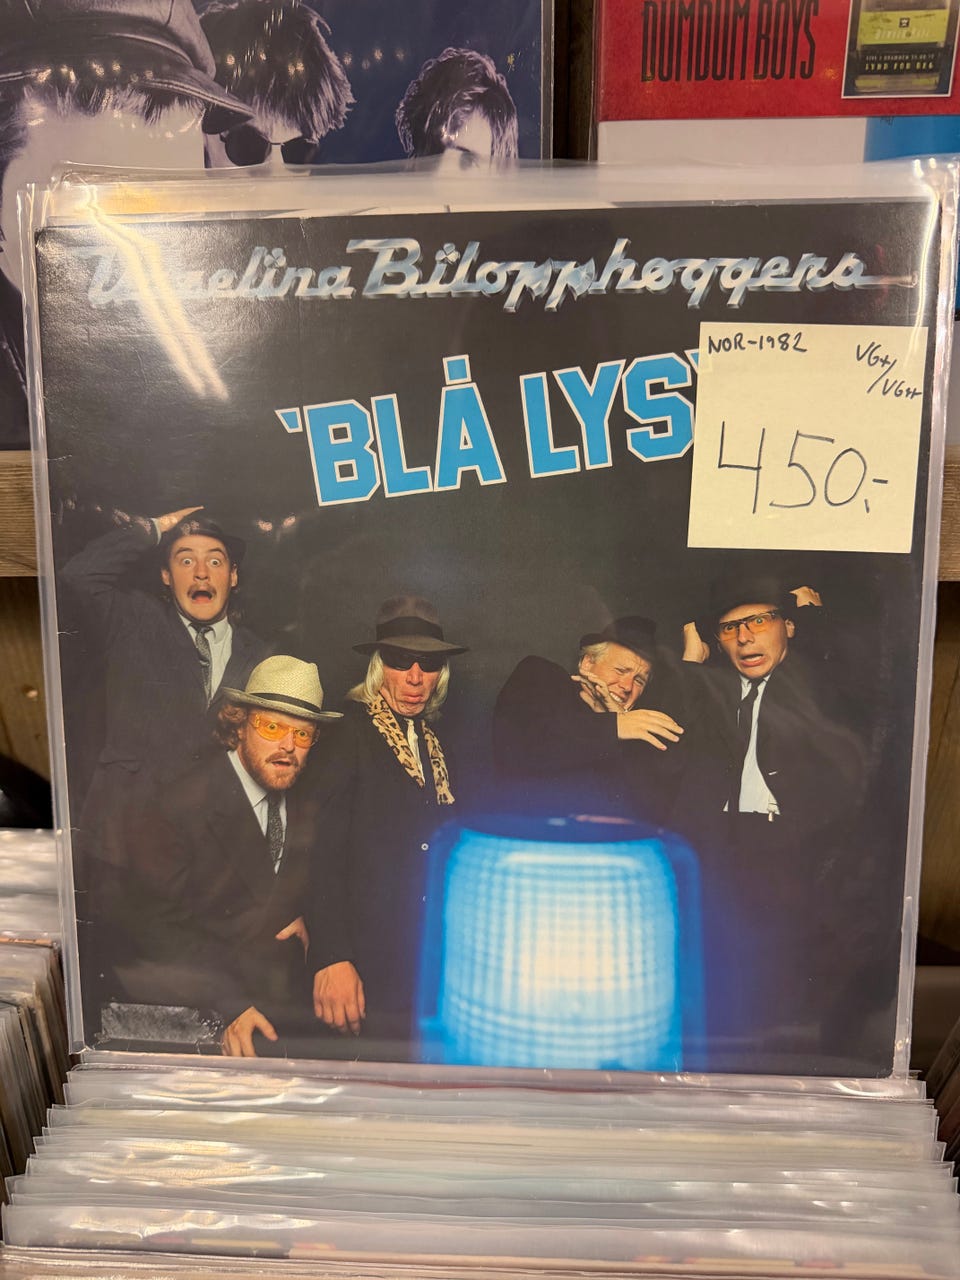 DUMDUM BOYS
Vazelina Bilopphøggers
'BLÅ LYS'
NOR-1982
VG+/
VG+
450,-